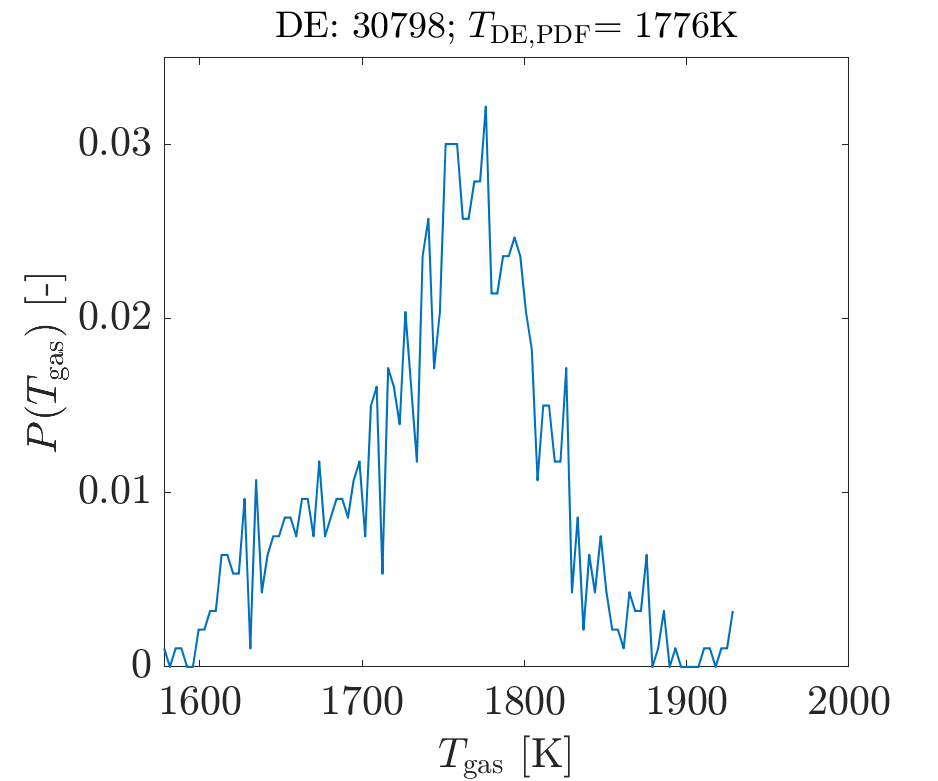 DE: 30798; T_DE,PDF= 1776K
0.03
0.02
0.01
0
P(T_gas) [-]
1600 1700 1800 1900 2000
T_gas [K]